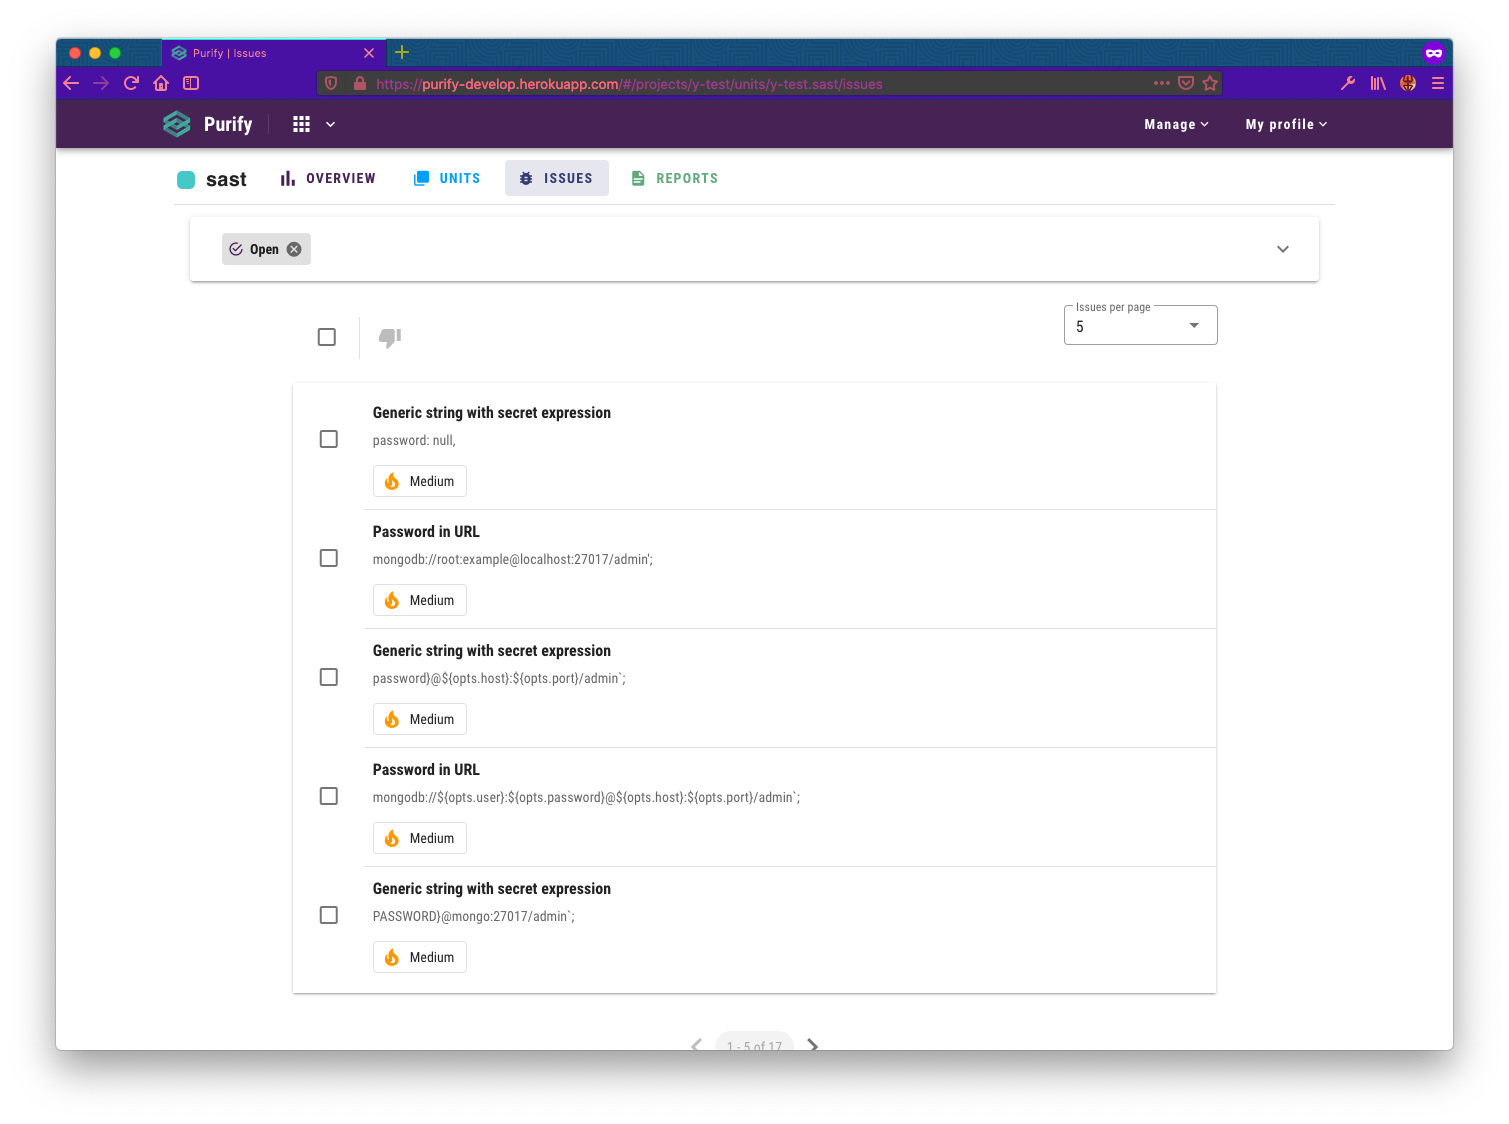 Purify | Issues
https://purify-develop.herokuapp.com/#/projects/y-test/units/y-test.sast/issues
Purify
Manage
My profile
sast
OVERVIEW
UNITS
ISSUES
REPORTS
Open
Issues per page
5
Generic string with secret expression
password: null,
Medium
Password in URL
mongodb://root:example@localhost:27017/admin';
Medium
Generic string with secret expression
password}@${opts.host}:${opts.port}/admin`;
Medium
Password in URL
mongodb://${opts.user}:${opts.password}@${opts.host}:${opts.port}/admin`;
Medium
Generic string with secret expression
PASSWORD}@mongo:27017/admin`;
Medium
1 - 5 of 17